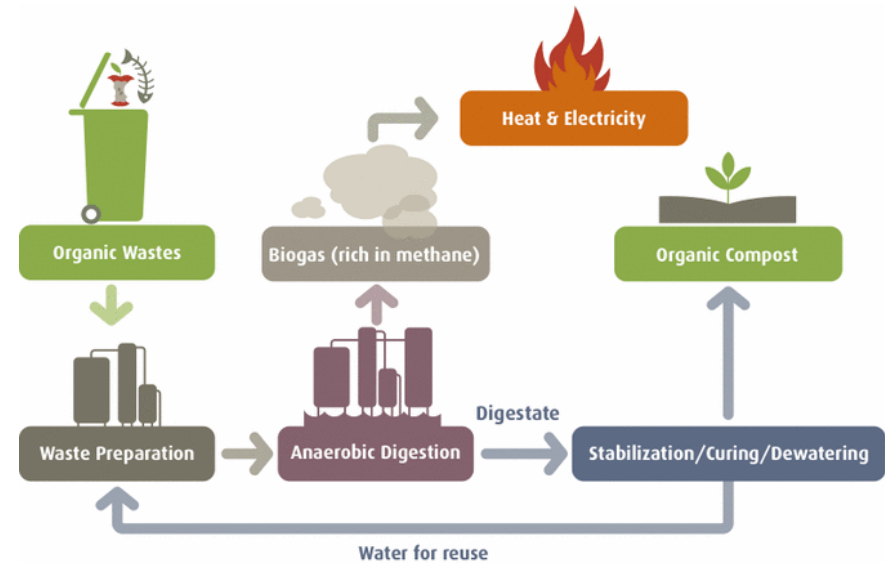 Heat & Electricity
Organic Wastes
Biogas (rich in methane)
Organic Compost
Digestate
Waste Preparation
Anaerobic Digestion
Stabilization/Curing/Dewatering
Water for reuse